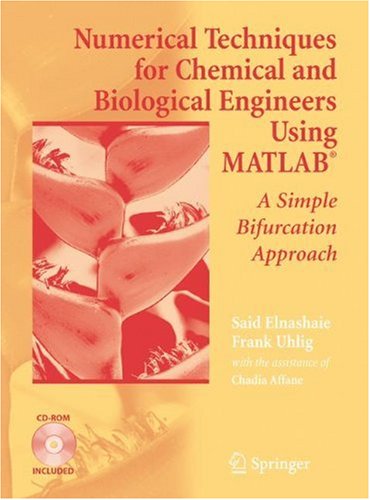 Numerical Techniques
for Chemical and
Biological Engineers
Using
MATLAB®
A Simple
Bifurcation
Approach
Said Elnashaie
Frank Uhlig
with the assistance of
Chadia Affane
CD-ROM
INCLUDED
Springer